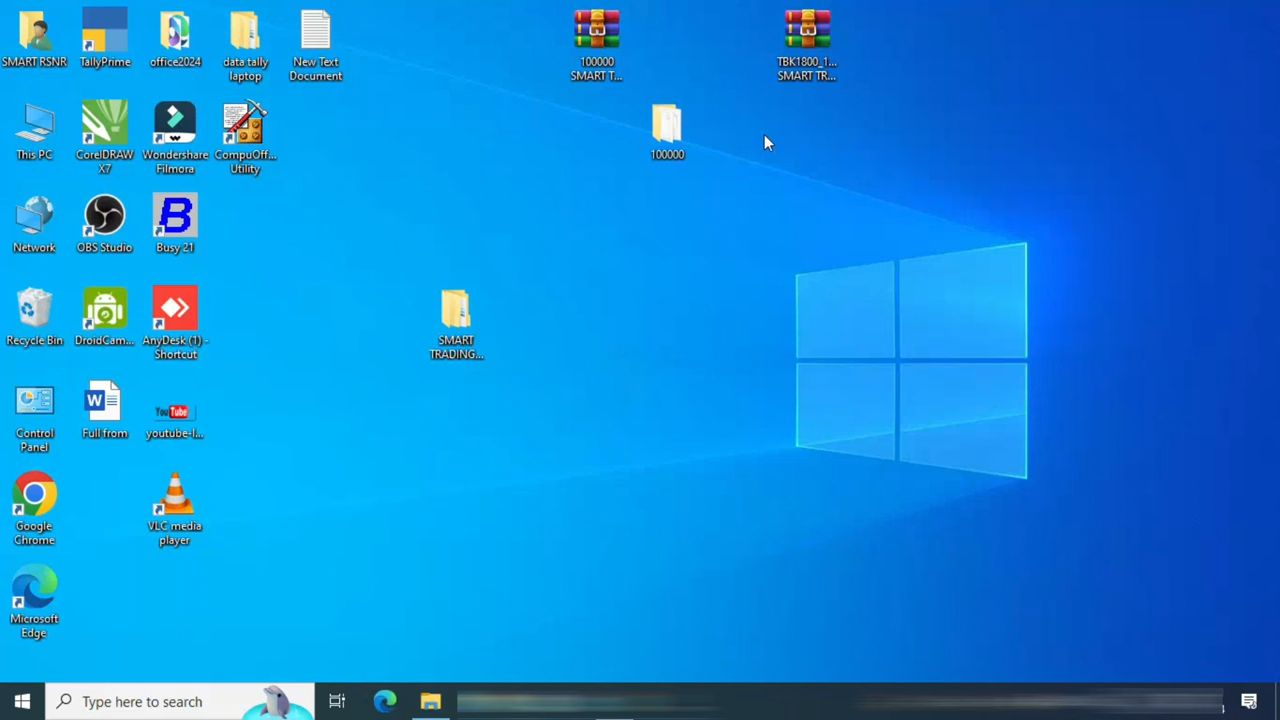 SMART RSNR
TallyPrime
office2024
data tally
laptop
New Text
Document
100000
SMART T...
TBK1800_1...
SMART TR...
This PC
CorelDRAW
X7
Wondershare
Filmora
CompuOff...
Utility
100000
Network
OBS Studio
B
Busy 21
Recycle Bin
DroidCam...
AnyDesk (1) -
Shortcut
SMART
TRADING...
Control
Panel
W
Full from
YouTube
youtube-l...
Google
Chrome
VLC media
player
Microsoft
Edge
Type here to search